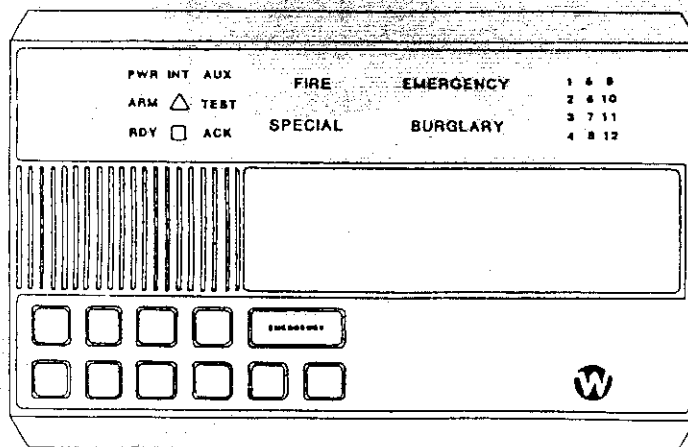 PWR INT AUX
ARM △ TEST
RDY □ ACK
FIRE EMERGENCY
SPECIAL BURGLARY
1 5 9
2 6 10
3 7 11
4 8 12
EMERGENCY
W